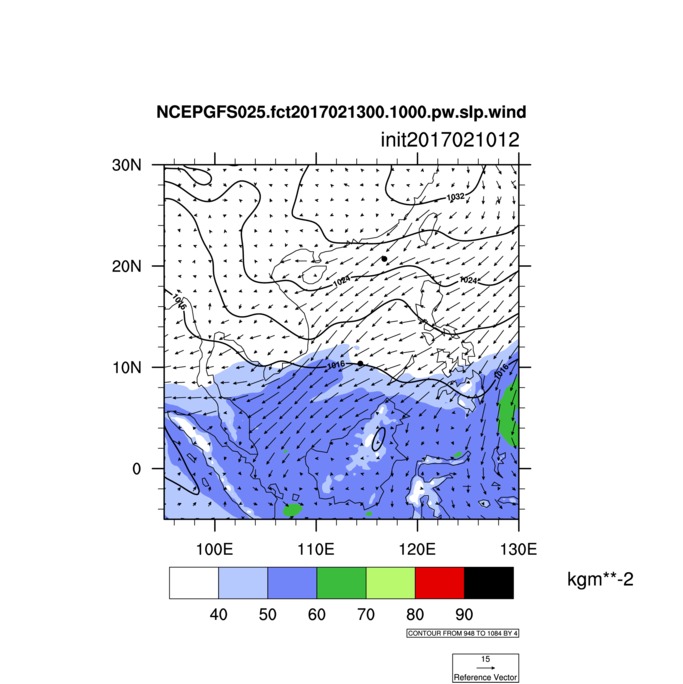 NCEPGFS025.fct2017021300.1000.pw.slp.wind
init2017021012
30N
1032
20N
1024
1024
1016
10N
1016
1016
0
100E
110E
120E
130E
kgm**-2
40
50
60
70
80
90
CONTOUR FROM 948 TO 1084 BY 4
15
Reference Vector